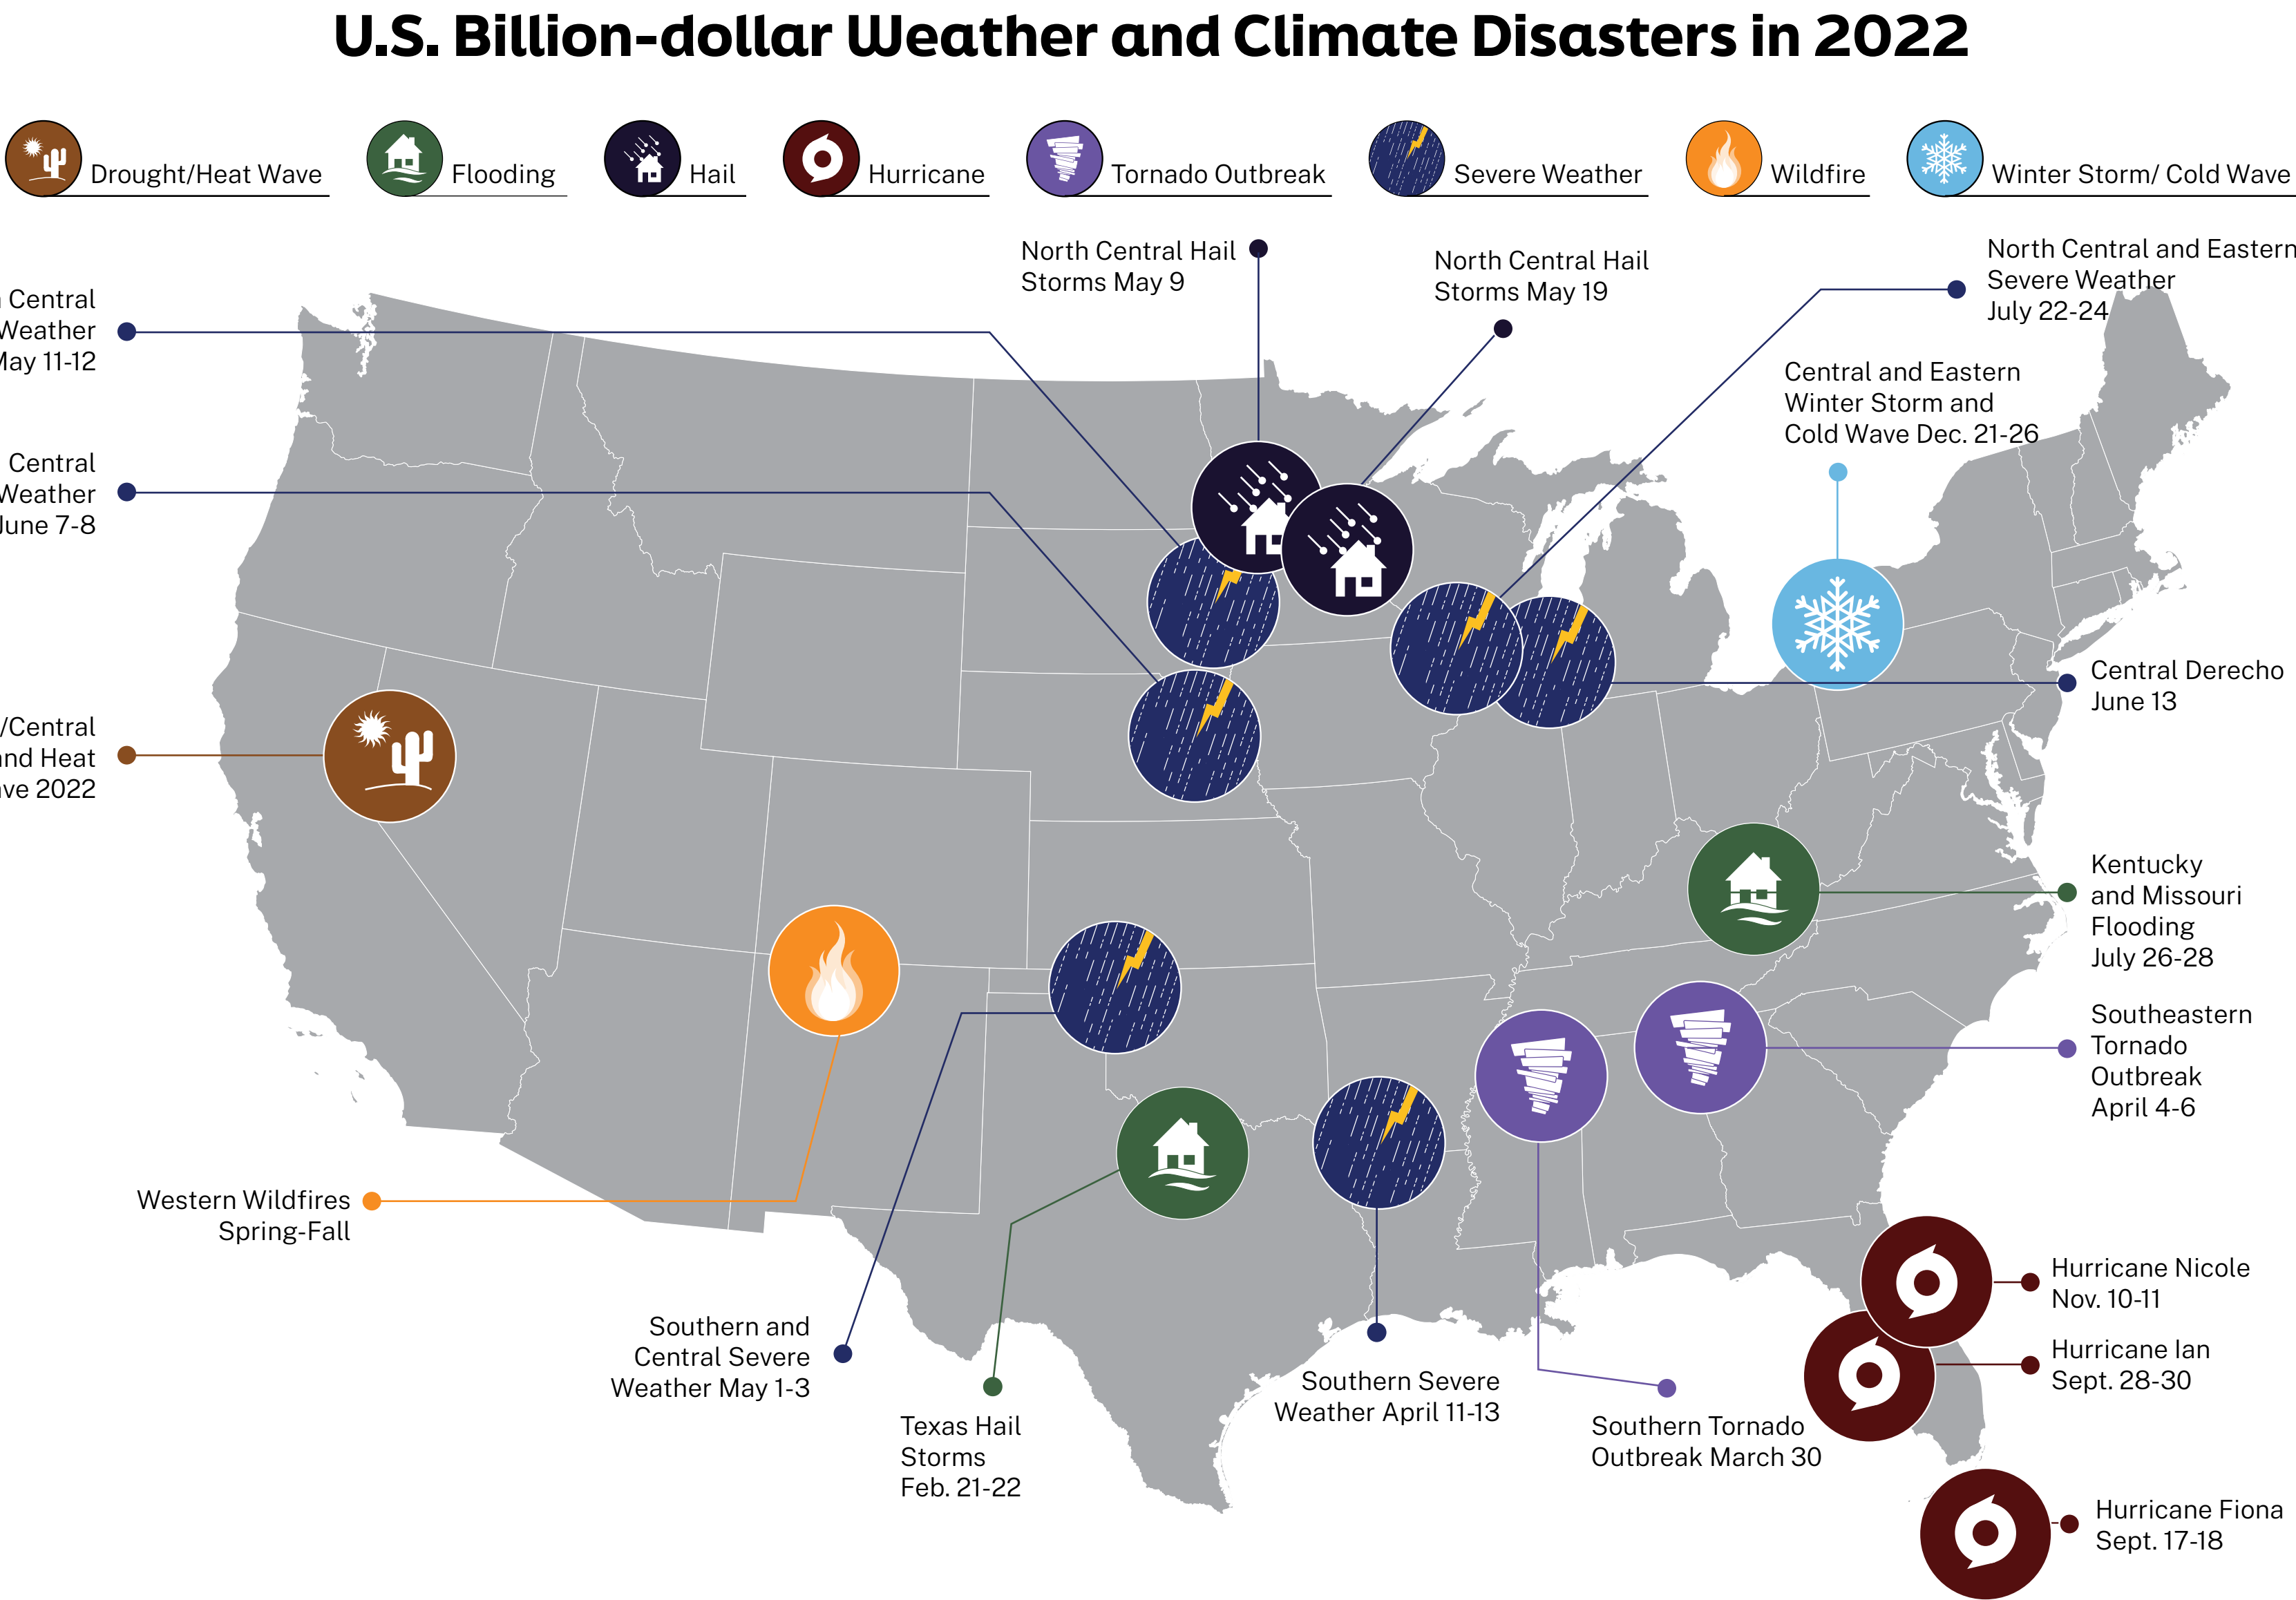 U.S. Billion-dollar Weather and Climate Disasters in 2022
Drought/Heat Wave
Flooding
Hail
Hurricane
Tornado Outbreak
Severe Weather
Wildfire
Winter Storm/ Cold Wave
North Central Hail
Storms May 9
North Central Hail
Storms May 19
North Central and Eastern
Severe Weather
July 22-24
Central
Weather
May 11-12
Central and Eastern
Winter Storm and
Cold Wave Dec. 21-26
Central
Weather
June 7-8
Central Derecho
June 13
/Central
and Heat
2022
Kentucky
and Missouri
Flooding
July 26-28
Southeastern
Tornado
Outbreak
April 4-6
Western Wildfires
Spring-Fall
Hurricane Nicole
Nov. 10-11
Southern and
Central Severe
Weather May 1-3
Hurricane Ian
Sept. 28-30
Southern Severe
Weather April 11-13
Texas Hail
Storms
Feb. 21-22
Southern Tornado
Outbreak March 30
Hurricane Fiona
Sept. 17-18